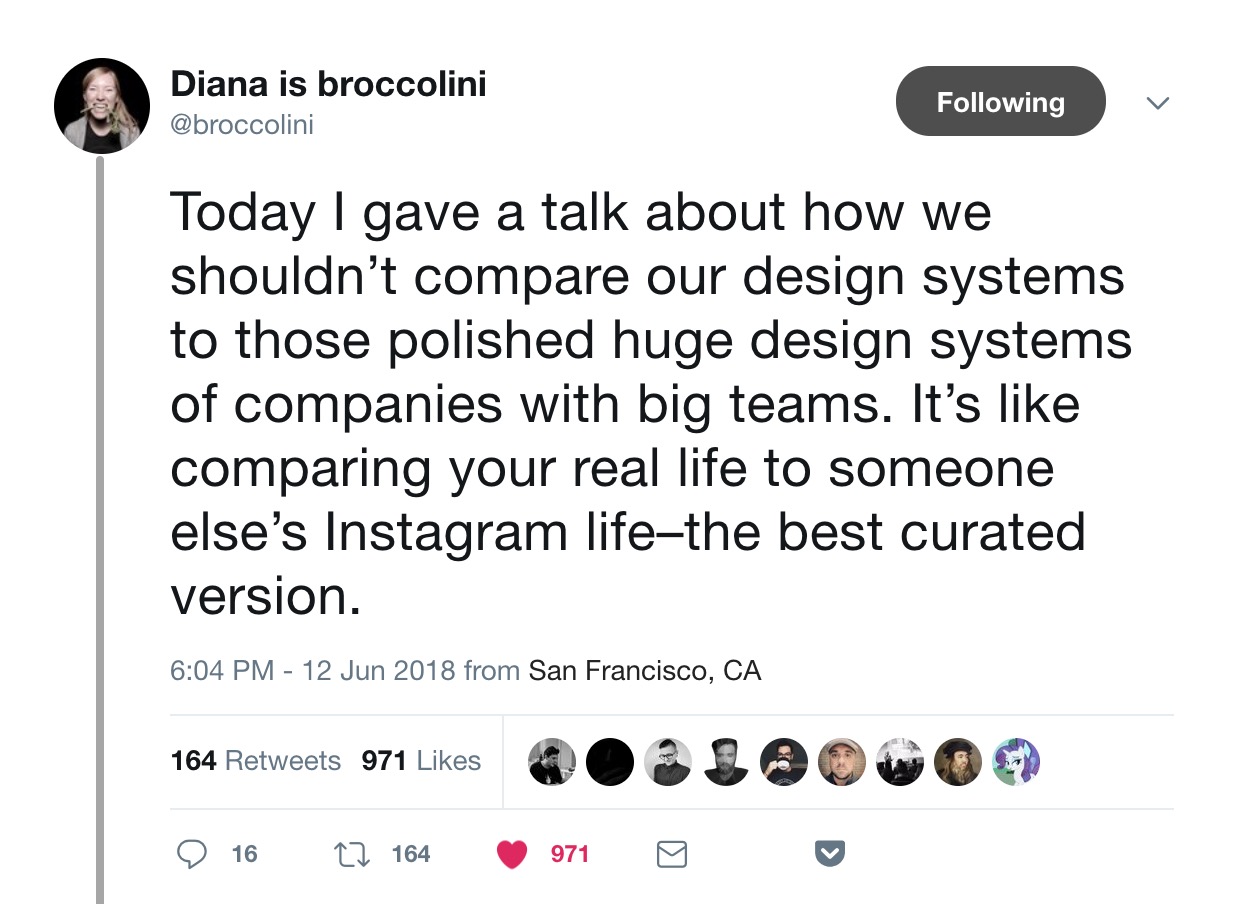 Diana is broccolini
@broccolini
Following
Today I gave a talk about how we
shouldn’t compare our design systems
to those polished huge design systems
of companies with big teams. It’s like
comparing your real life to someone
else’s Instagram life–the best curated
version.
6:04 PM - 12 Jun 2018 from San Francisco, CA
164 Retweets 971 Likes
16 164 971